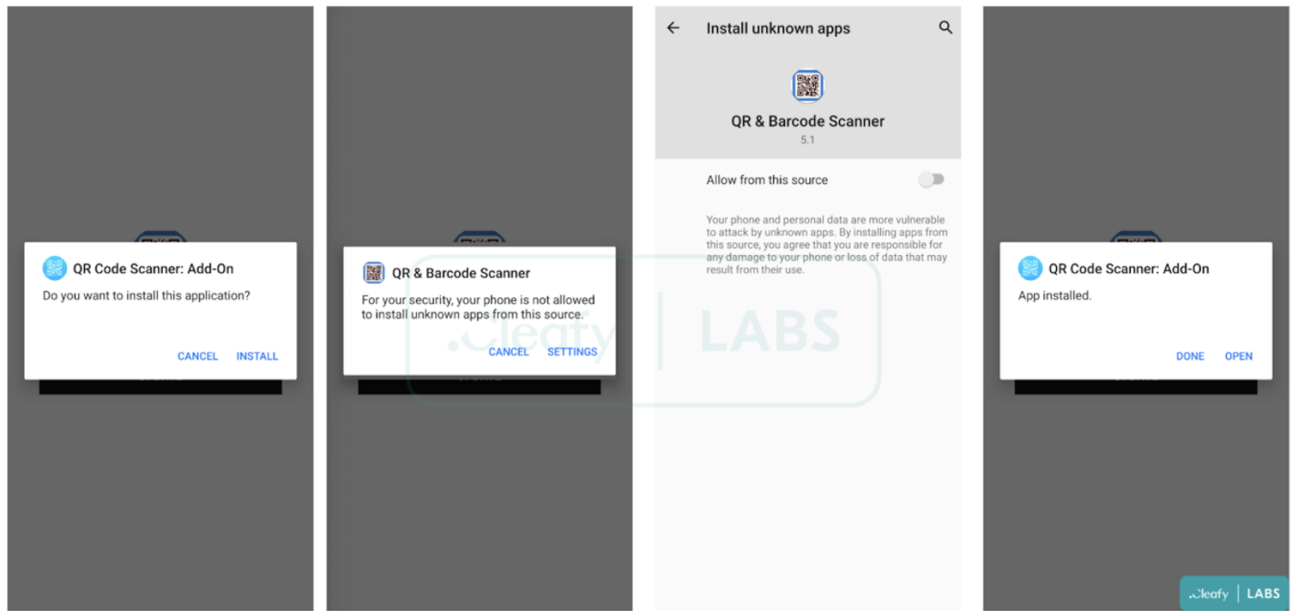 QR Code Scanner: Add-On
Do you want to install this application?
CANCEL INSTALL
QR & Barcode Scanner
For your security, your phone is not allowed
to install unknown apps from this source.
CANCEL SETTINGS
Install unknown apps
QR & Barcode Scanner
5.1
Allow from this source
Your phone and personal data are more vulnerable
to attack by unknown apps. By installing apps from
this source, you agree that you are responsible for
any damage to your phone or loss of data that may
result from their use.
QR Code Scanner: Add-On
App installed.
DONE OPEN
.Cleafy | LABS
.Cleafy | LABS